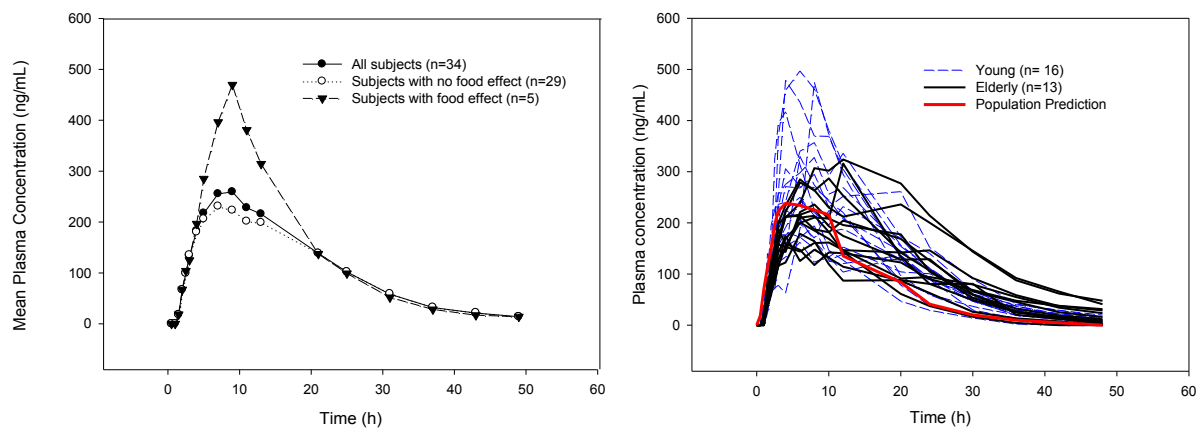 Mean Plasma Concentration (ng/mL)
600
500
400
300
200
100
0
All subjects (n=34)
Subjects with no food effect (n=29)
Subjects with food effect (n=5)
0 10 20 30 40 50 60
Time (h)
Plasma concentration (ng/mL)
600
500
400
300
200
100
0
Young (n= 16)
Elderly (n=13)
Population Prediction
0 10 20 30 40 50 60
Time (h)